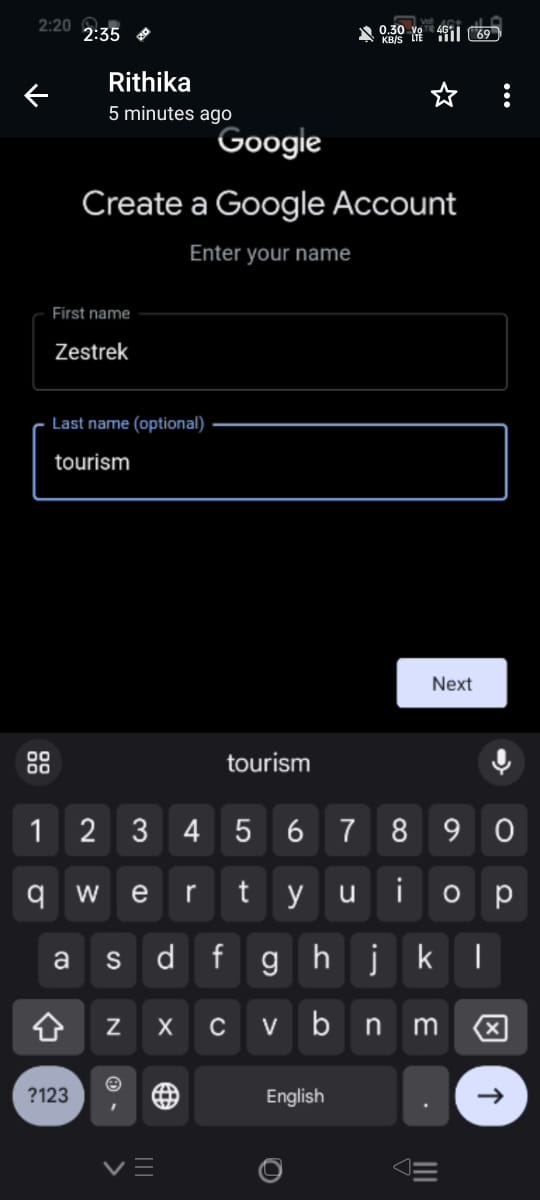 2:20
2:35
0.30 KB/S
Vo LTE
4G
69
Rithika
5 minutes ago
Google
Create a Google Account
Enter your name
First name
Zestrek
Last name (optional)
tourism
Next
tourism
1 2 3 4 5 6 7 8 9 0
q w e r t y u i o p
a s d f g h j k l
z x c v b n m
?123 , English .